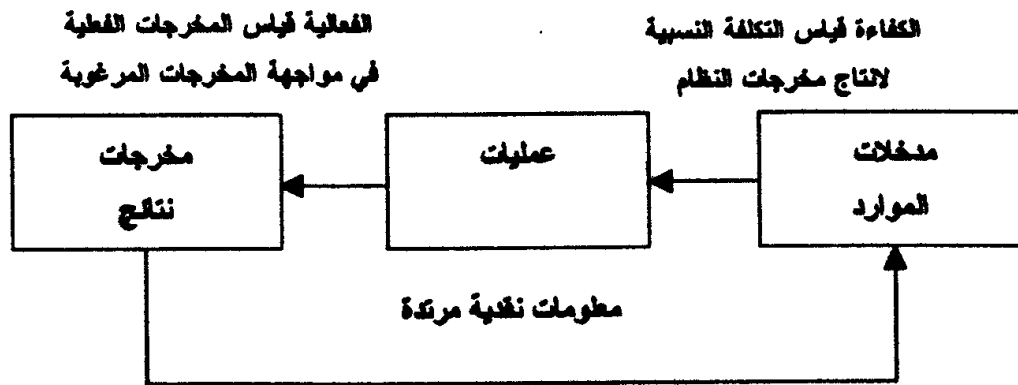 الكفاءة قياس التكلفة النسبية
لانتاج مخرجات النظام
الفعالية قياس المخرجات الفعلية
في مواجهة المخرجات المرغوبة
مدخلات
الموارد
عمليات
مخرجات
نتائج
معلومات نقدية مرتدة